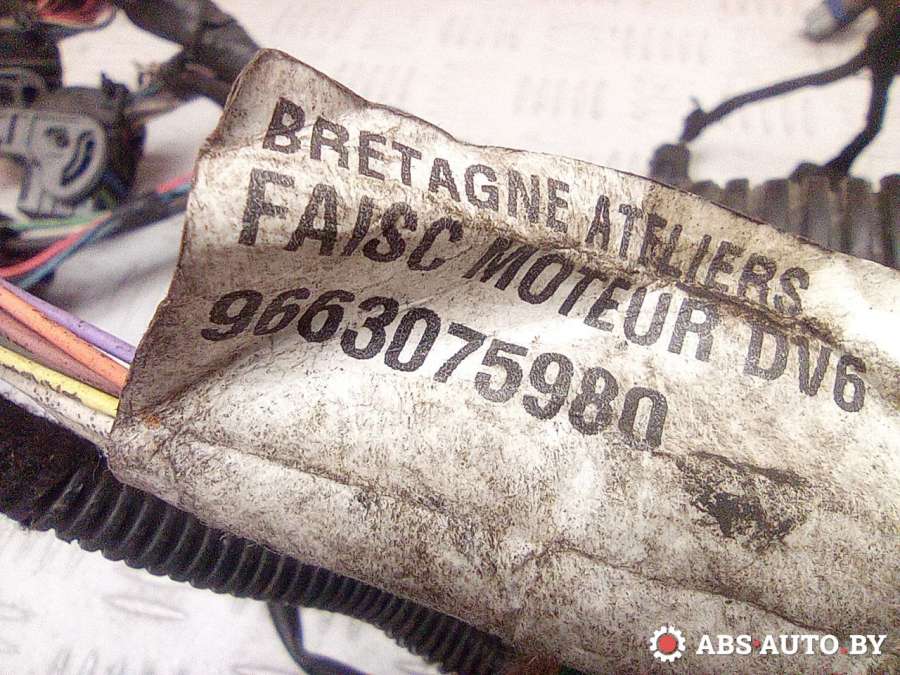 BRETAGNE ATELIERS
FAISC MOTEUR DV6
9663075980
ABS-AUTO.BY